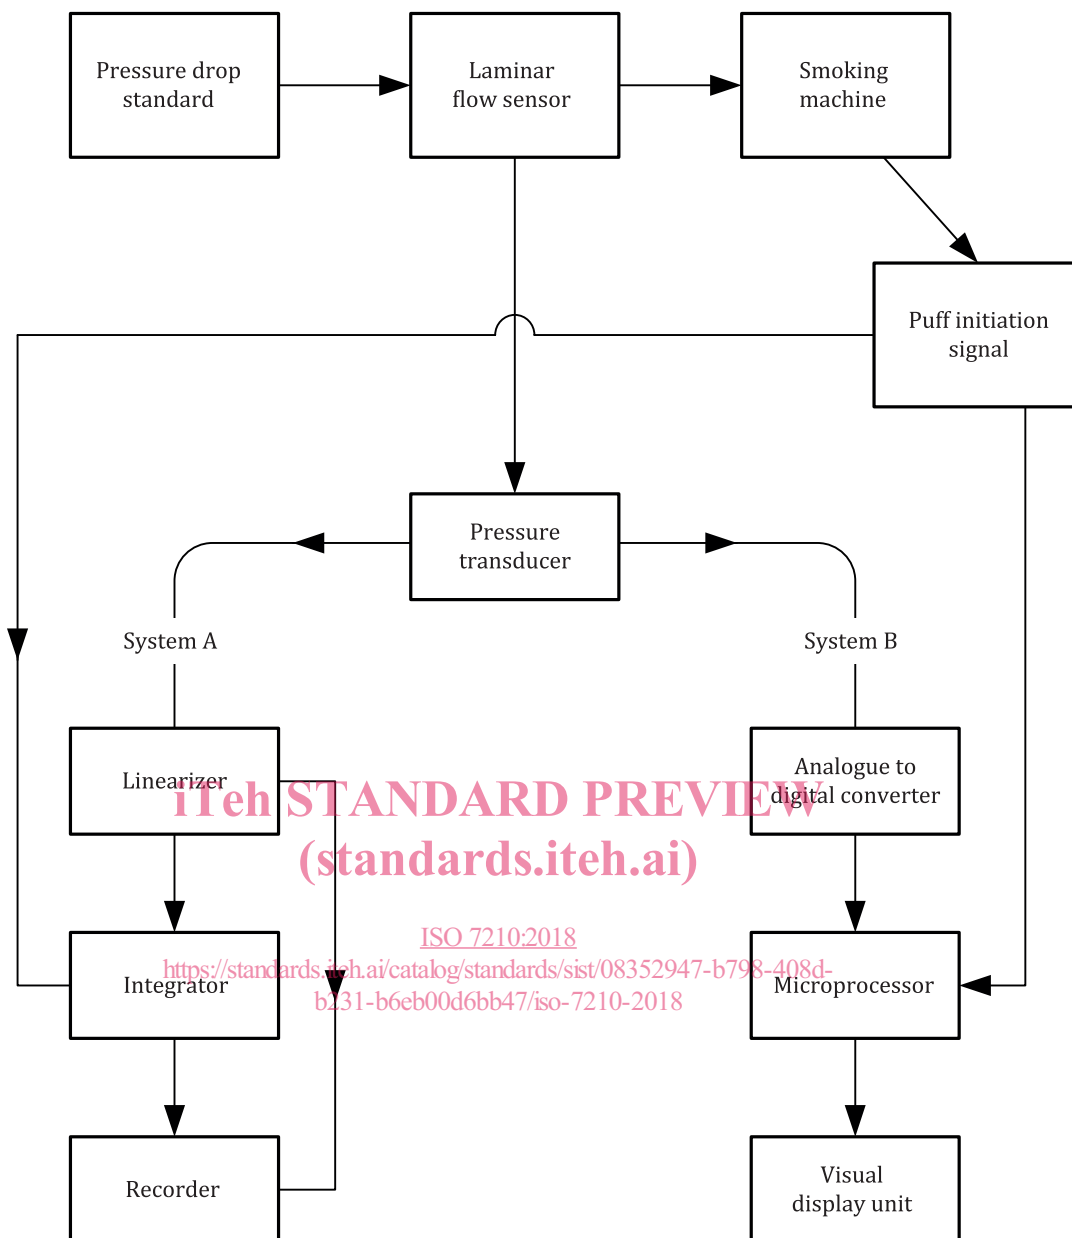 Pressure drop
standard
Laminar
flow sensor
Smoking
machine
Puff initiation
signal
Pressure
transducer
System A
System B
Linearizer
Analogue to
digital converter
iTeh STANDARD PREVIEW
(standards.iteh.ai)
ISO 7210:2018
https://standards.iteh.ai/catalog/standards/sist/08352947-b798-408d-
b231-b6eb00d6bb47/iso-7210-2018
Integrator
Microprocessor
Recorder
Visual
display unit